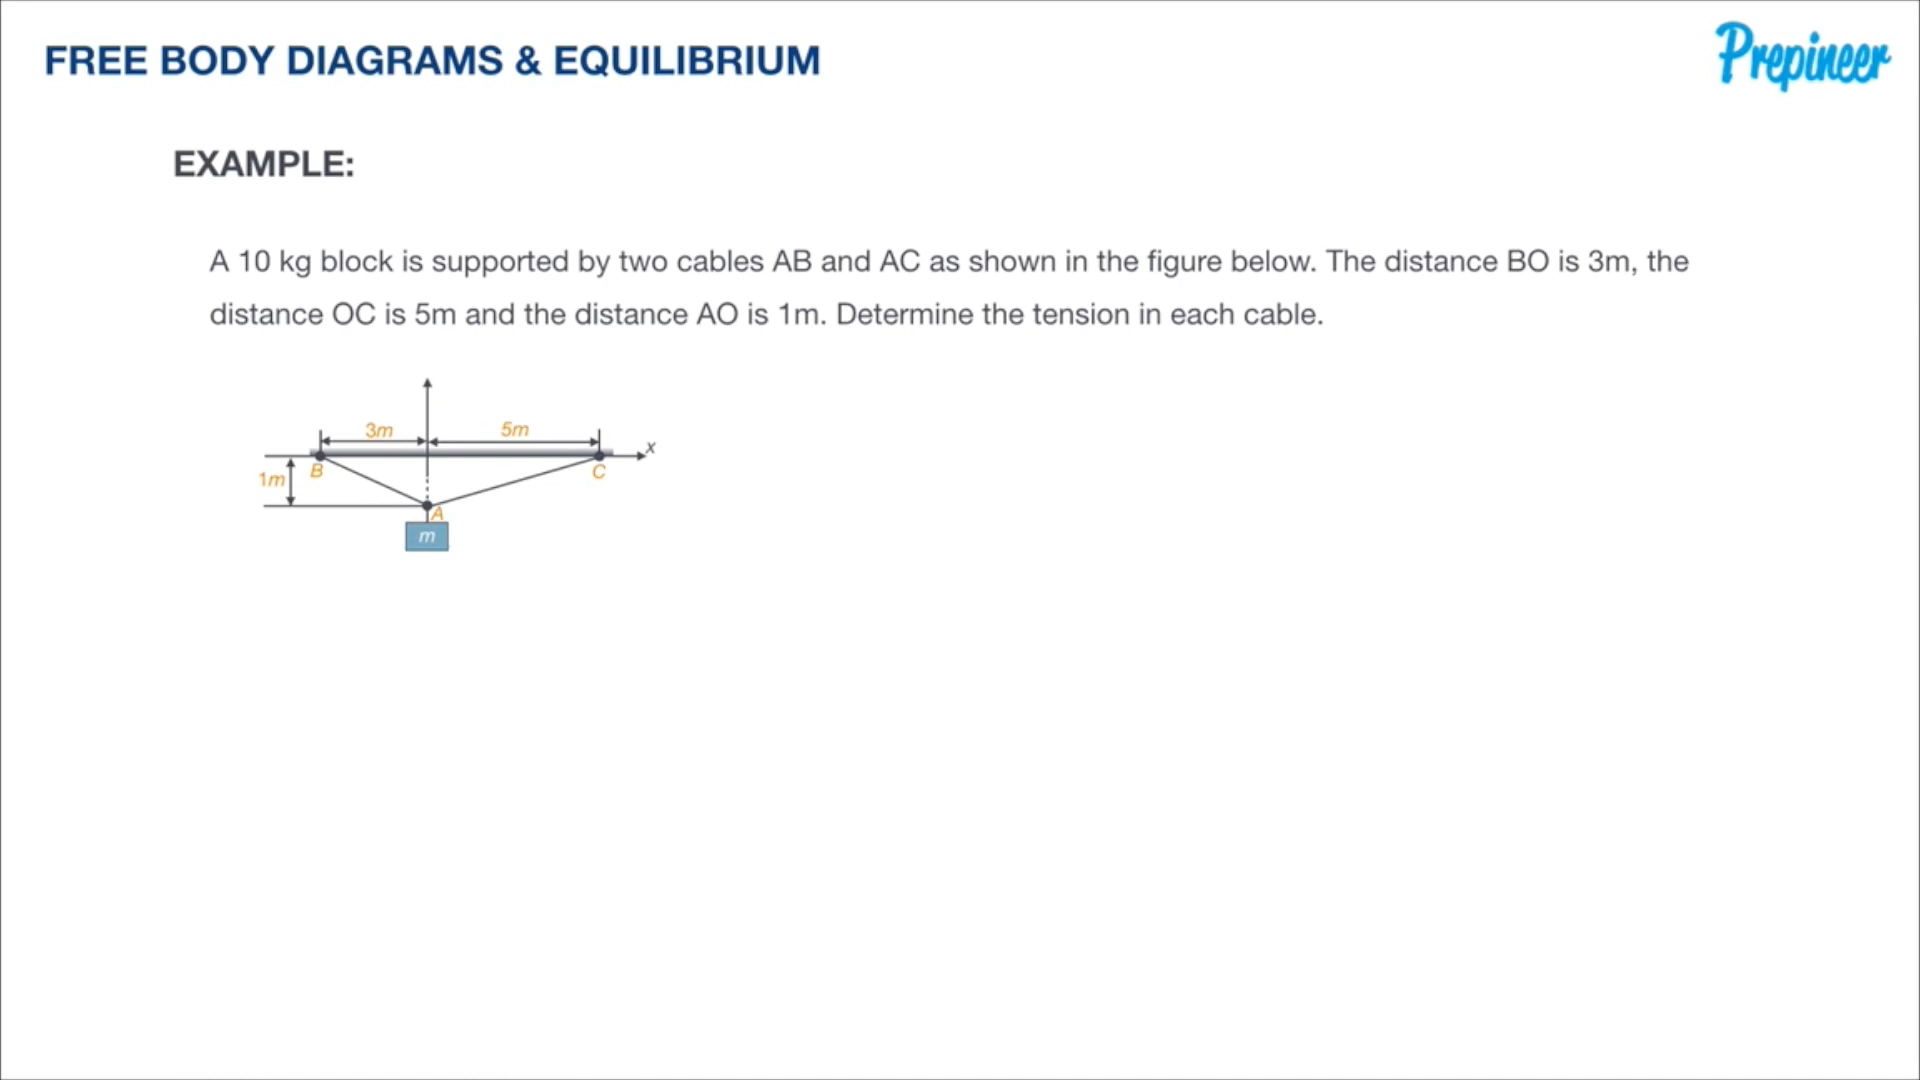 FREE BODY DIAGRAMS & EQUILIBRIUM
Prepineer
EXAMPLE:
A 10 kg block is supported by two cables AB and AC as shown in the figure below. The distance BO is 3m, the
distance OC is 5m and the distance AO is 1m. Determine the tension in each cable.
3m
5m
x
1m
B
C
A
m